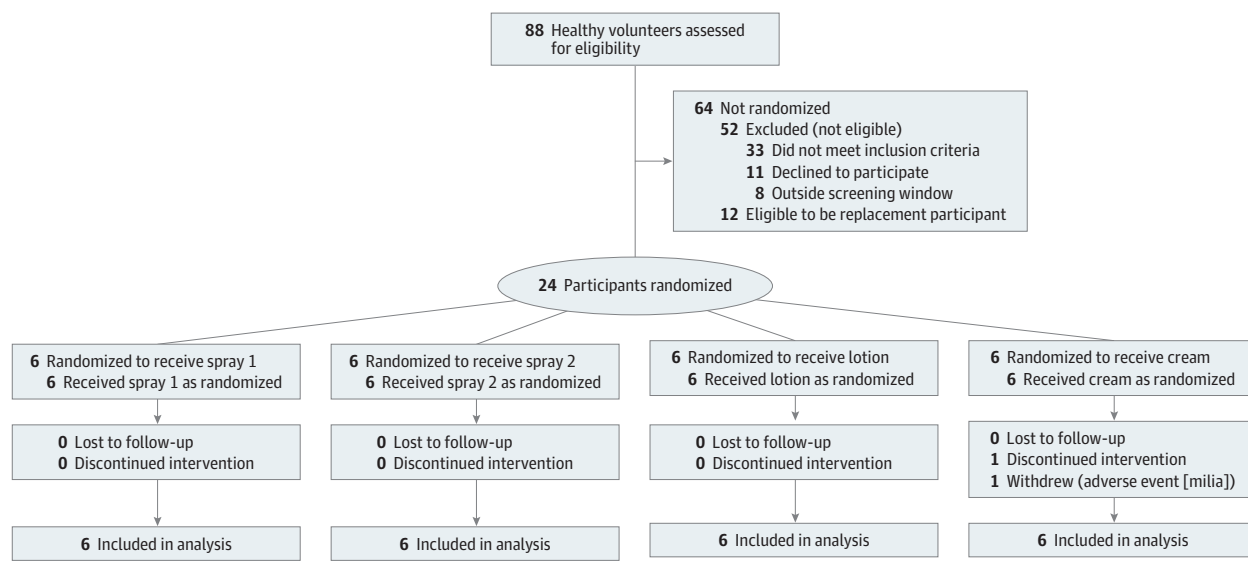 88 Healthy volunteers assessed
for eligibility
64 Not randomized
52 Excluded (not eligible)
33 Did not meet inclusion criteria
11 Declined to participate
8 Outside screening window
12 Eligible to be replacement participant
24 Participants randomized
6 Randomized to receive spray 1
6 Received spray 1 as randomized
0 Lost to follow-up
0 Discontinued intervention
6 Included in analysis
6 Randomized to receive spray 2
6 Received spray 2 as randomized
0 Lost to follow-up
0 Discontinued intervention
6 Included in analysis
6 Randomized to receive lotion
6 Received lotion as randomized
0 Lost to follow-up
0 Discontinued intervention
6 Included in analysis
6 Randomized to receive cream
6 Received cream as randomized
0 Lost to follow-up
1 Discontinued intervention
1 Withdrew (adverse event [milia])
6 Included in analysis